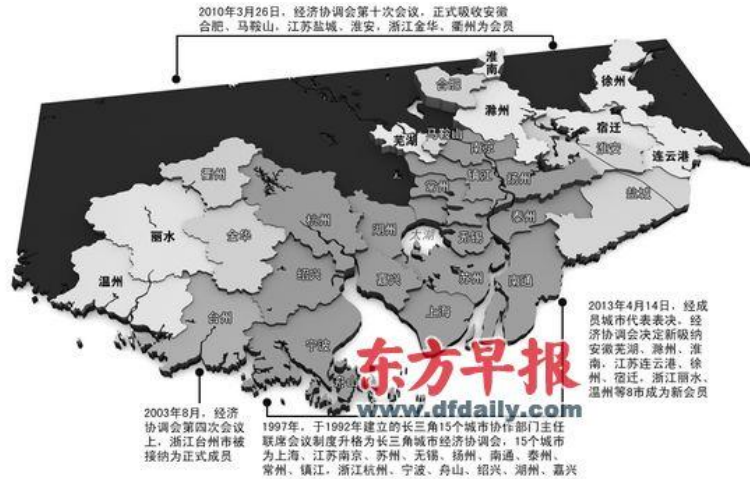 2010年3月26日，经济协调会第十次会议，正式吸收安徽
合肥、马鞍山，江苏盐城、淮安，浙江金华、衢州为会员
淮南
合肥
徐州
滁州
宿迁
马鞍山
芜湖
南京
淮安
连云港
镇江
扬州
常州
衢州
盐城
泰州
杭州
湖州
太湖
无锡
丽水
金华
绍兴
嘉兴
苏州
南通
温州
上海
台州
宁波
舟山
2013年4月14日，经成
员城市代表表决，经
济协调会决定新吸纳
安徽芜湖、滁州、淮
南，江苏连云港、徐
州、宿迁，浙江丽水、
温州等8市成为新会员
东方早报
www.dfdaily.com
2003年8月，经济
协调会第四次会议
上，浙江台州市被
接纳为正式成员
1997年，于1992年建立的长三角15个城市协作部门主任
联席会议制度升格为长三角城市经济协调会，15个城市
为上海、江苏南京、苏州、无锡、扬州、南通、泰州、
常州、镇江，浙江杭州、宁波、舟山、绍兴、湖州、嘉兴